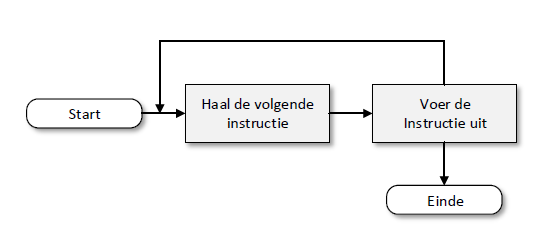 Start
Haal de volgende
instructie
Voer de
Instructie uit
Einde